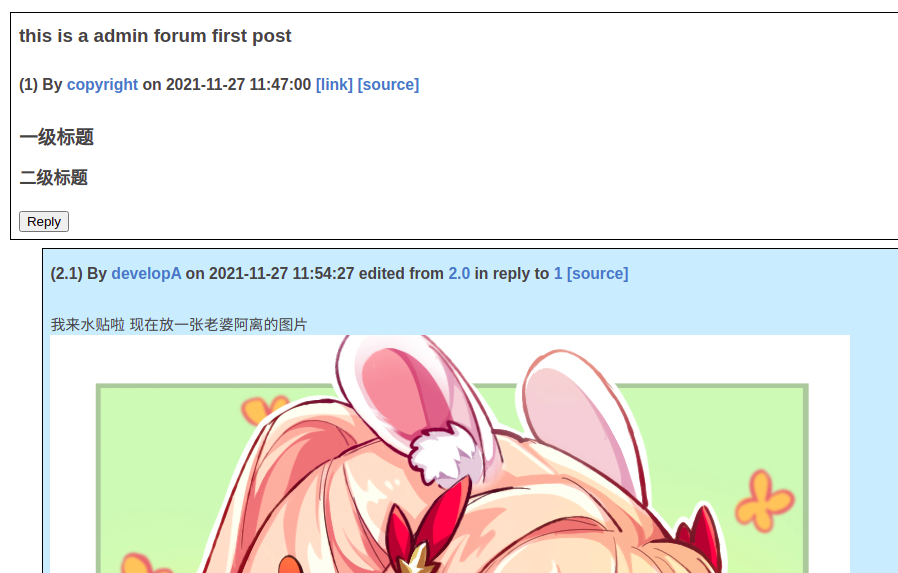 this is a admin forum first post
(1) By copyright on 2021-11-27 11:47:00 [link] [source]
一级标题
二级标题
Reply
(2.1) By developA on 2021-11-27 11:54:27 edited from 2.0 in reply to 1 [source]
我来水贴啦 现在放一张老婆阿离的图片